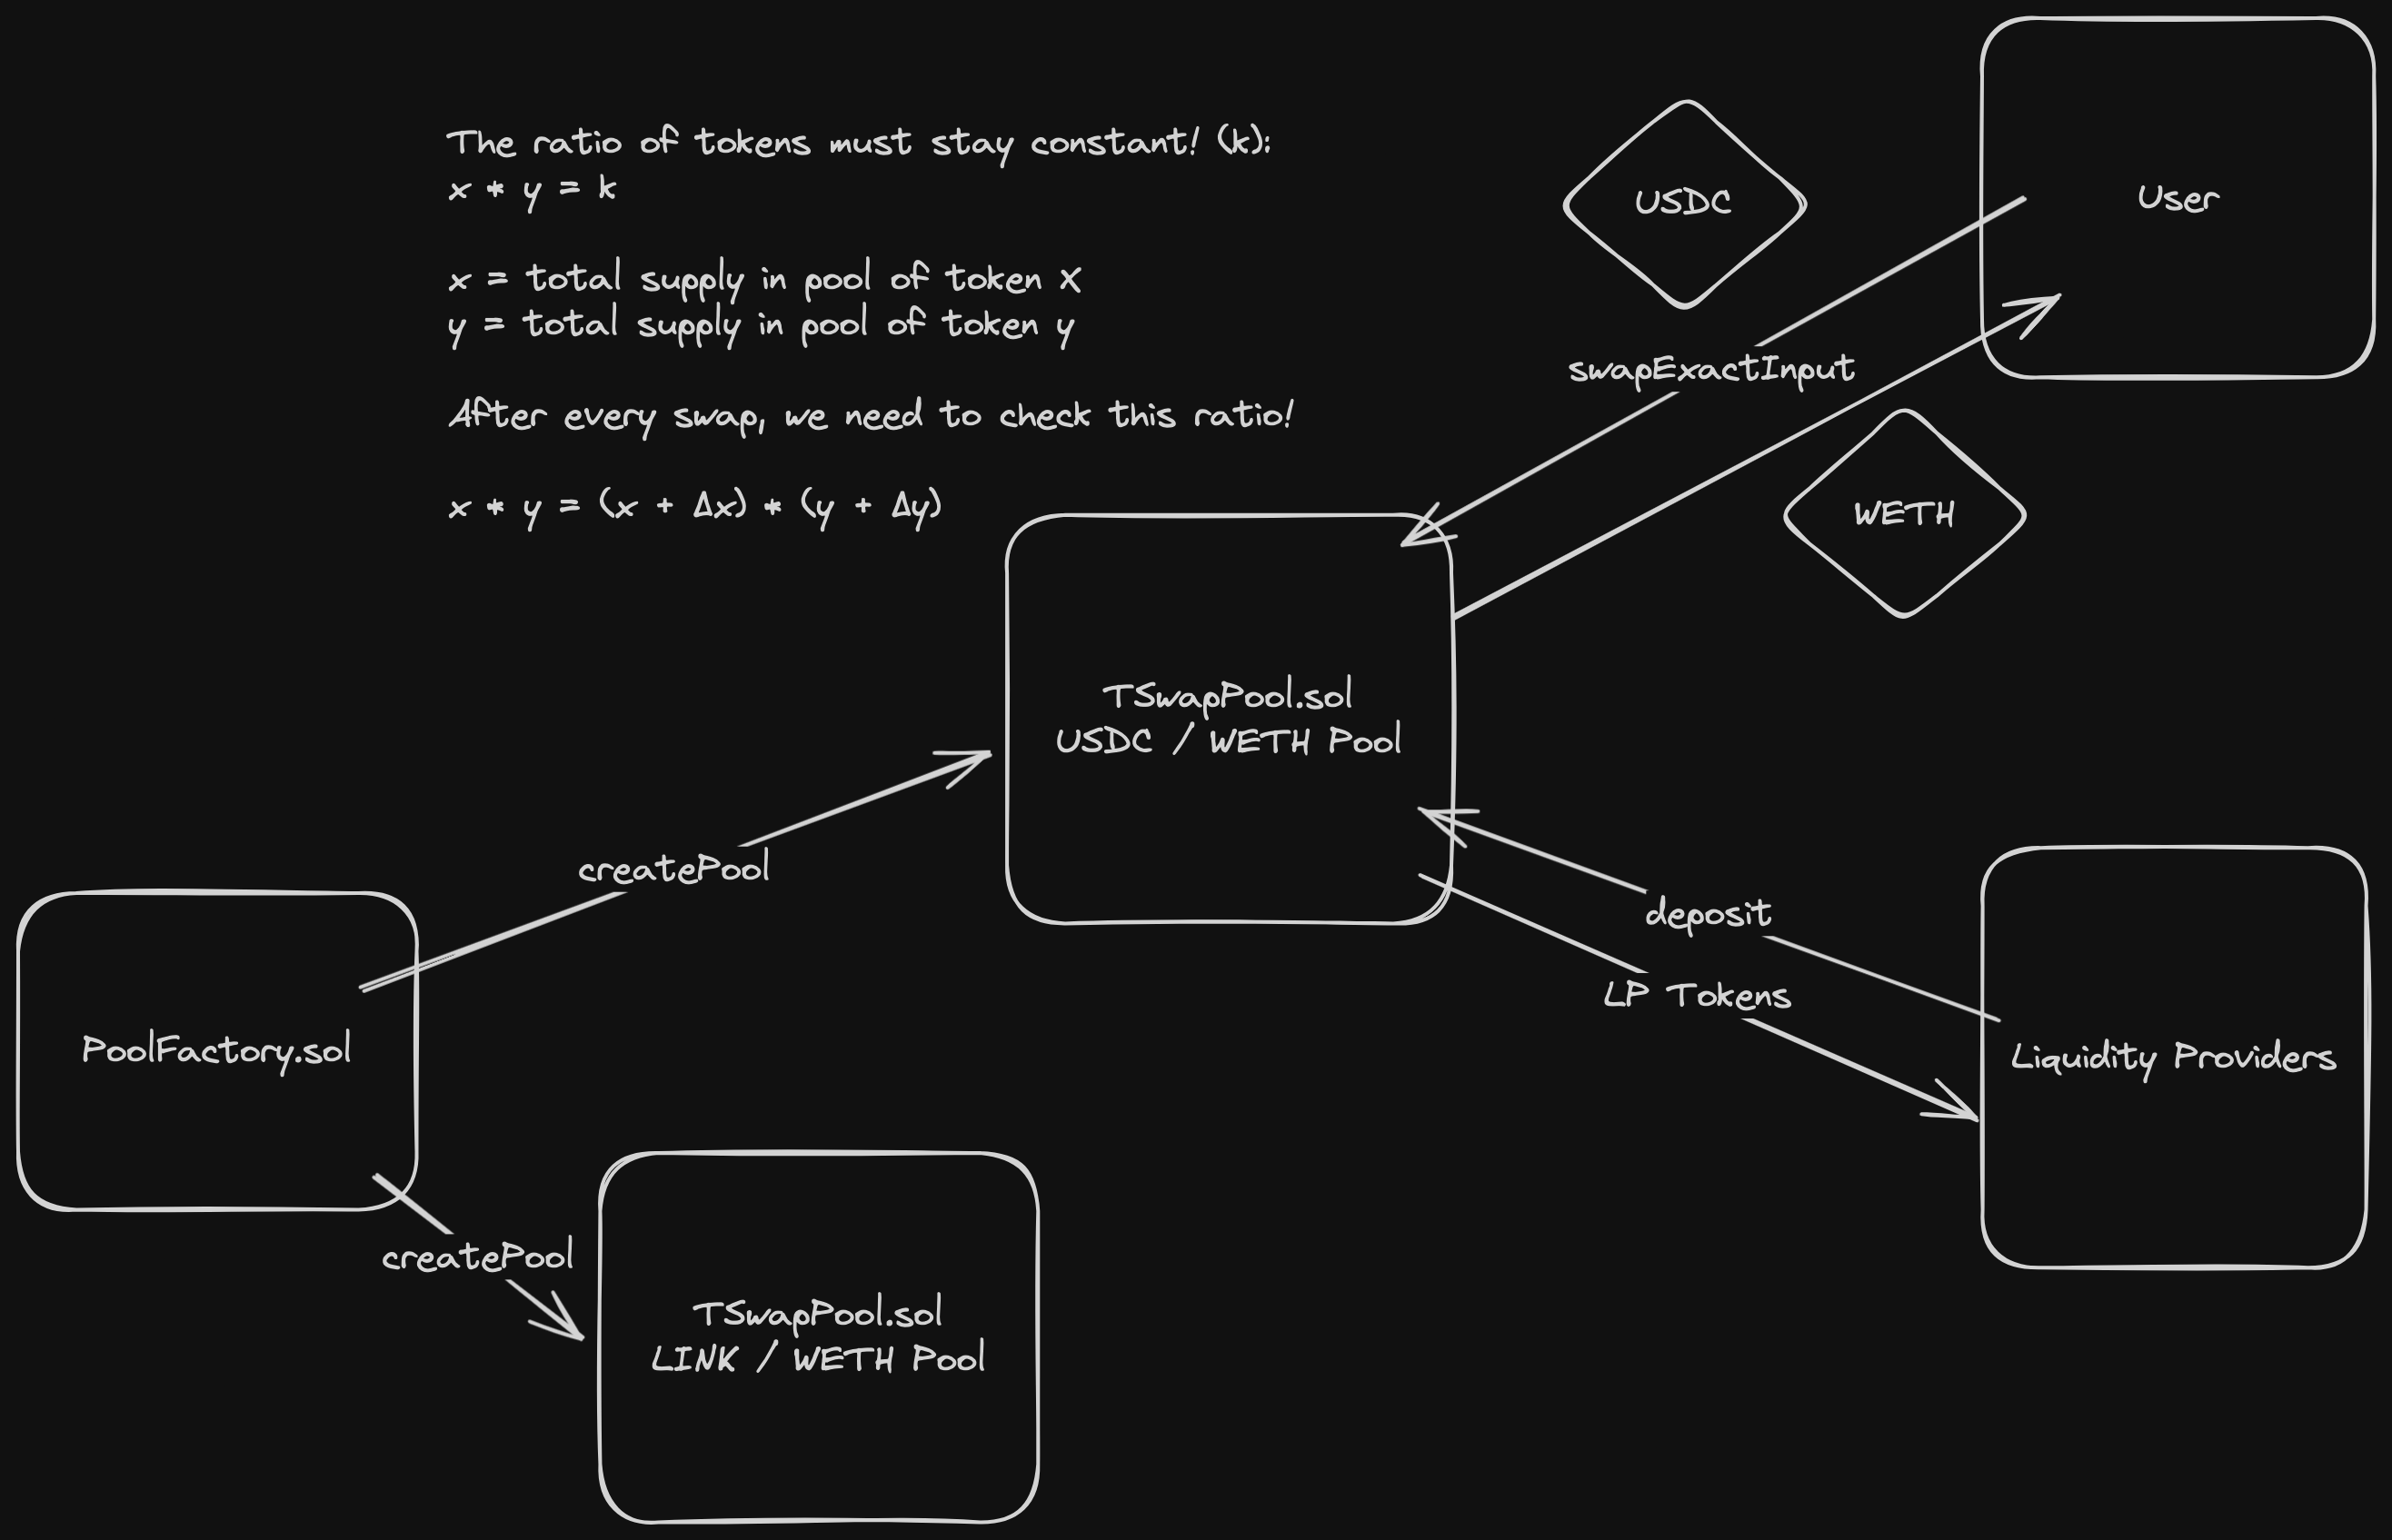 The ratio of tokens must stay constant! (k):
x * y = k
x = total supply in pool of token X
y = total supply in pool of token y
After every swap, we need to check this ratio!
x * y = (x + Δx) * (y + Δy)
USDC
User
swapExactInput
WETH
TSwapPool.sol
USDC / WETH Pool
createPool
deposit
LP Tokens
PoolFactory.sol
Liquidity Providers
createPool
TSwapPool.sol
LINK / WETH Pool